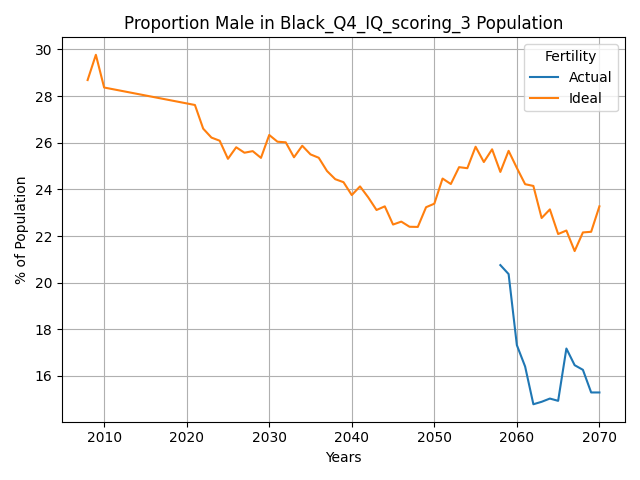 Proportion Male in Black_Q4_IQ_scoring_3 Population
Fertility
Actual
Ideal
% of Population
30
28
26
24
22
20
18
16
2010 2020 2030 2040 2050 2060 2070
Years